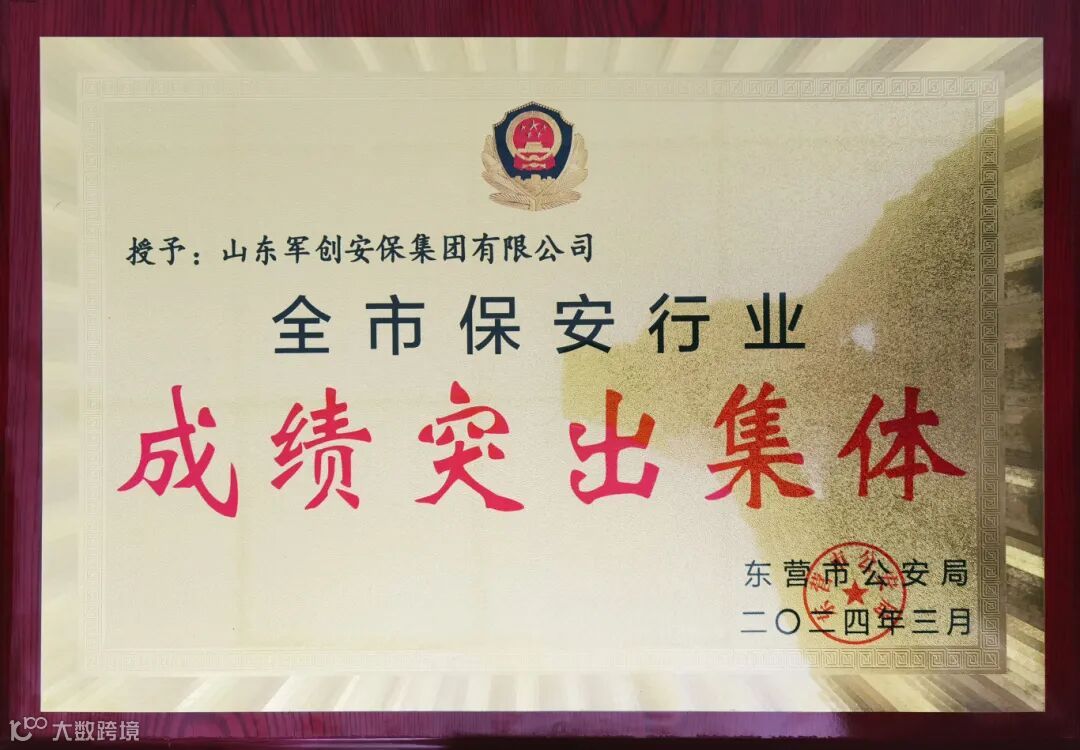 授予：山东军创安保集团有限公司
全市保安行业
成绩突出集体
东营市公安局
二〇二四年三月
大数跨境